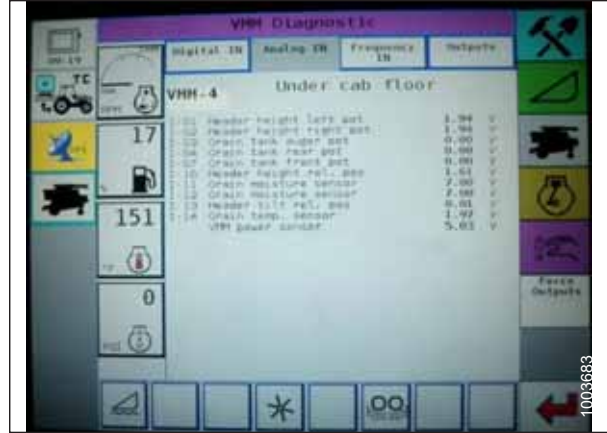 VMM Diagnostic
Digital IN
Analog IN
Frequency IN
Outputs
TC
VMM-4
Under cab floor
Header height left pot 1.94 V
Header height right pot 1.94 V
Grain tank auger pot 0.00 V
Grain tank rear pot 0.00 V
Grain tank front pot 0.00 V
Header height rel. pos 1.61 V
Grain moisture sensor 7.00 V
Grain moisture sensor 7.00 V
Header tilt rel. pos 0.01 V
Grain temp. sensor 1.97 V
VMM power sensor 5.03 V
17
151
0
Force
Outputs
1003683